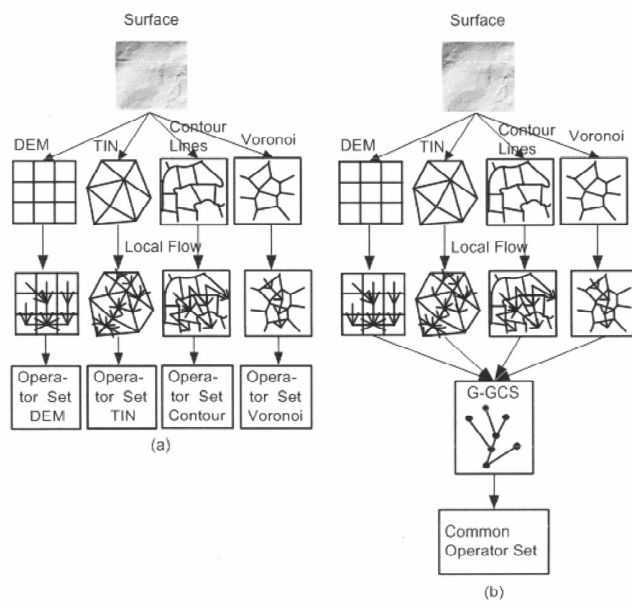 Surface
DEM
TIN
Contour
Lines
Voronoi
Local Flow
Opera-
tor Set
DEM
Opera-
tor Set
TIN
Opera-
tor Set
Contour
Opera-
tor Set
Voronoi
(a)
Surface
DEM
TIN
Contour
Lines
Voronoi
Local Flow
G-GCS
Common
Operator Set
(b)